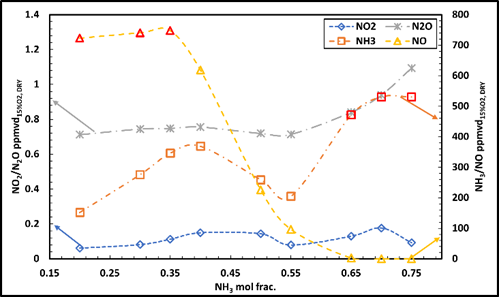 1.4
1.2
1
0.8
0.6
0.4
0.2
0
NO2/N2O ppmvd15%O2, DRY
800
700
600
500
400
300
200
100
0
NH3/NO ppmvd15%O2, DRY
NO2
N2O
NH3
NO
0.15 0.25 0.35 0.45 0.55 0.65 0.75
NH3 mol frac.